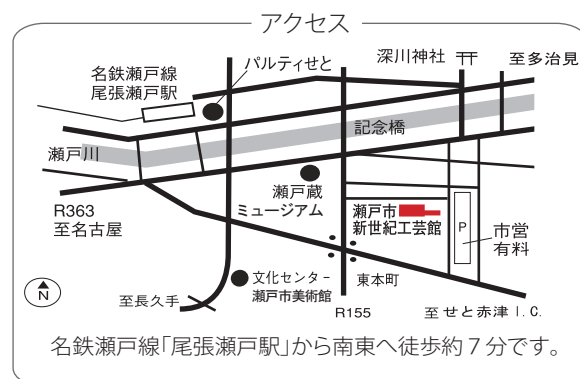 アクセス
深川神社
至多治見
パルティせと
名鉄瀬戸線
尾張瀬戸駅
記念橋
瀬戸川
瀬戸蔵
ミュージアム
瀬戸市
新世紀工芸館
P
市営
有料
R363
至名古屋
文化センター
瀬戸市美術館
東本町
N
至長久手
R155
至せと赤津 I.C.
名鉄瀬戸線「尾張瀬戸駅」から南東へ徒歩約7分です。